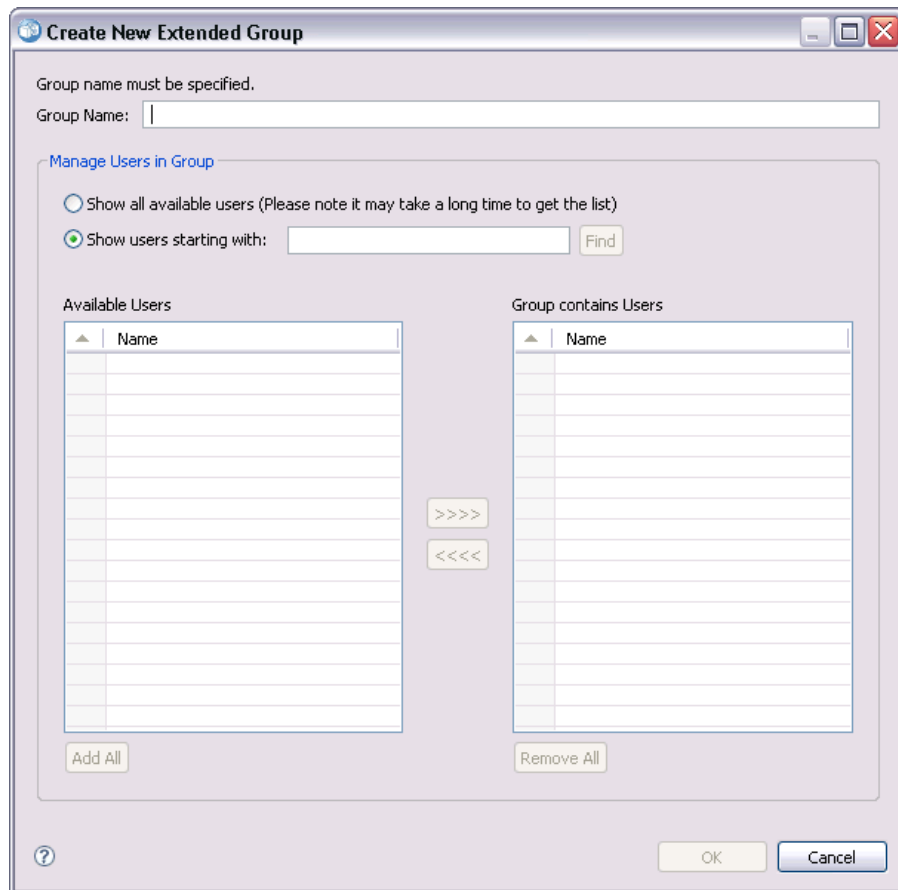 Create New Extended Group
Group name must be specified.
Group Name:
Manage Users in Group
Show all available users (Please note it may take a long time to get the list)
Show users starting with:
Find
Available Users
Group contains Users
Name
Name
>>>>
<<<<
Add All
Remove All
?
OK
Cancel